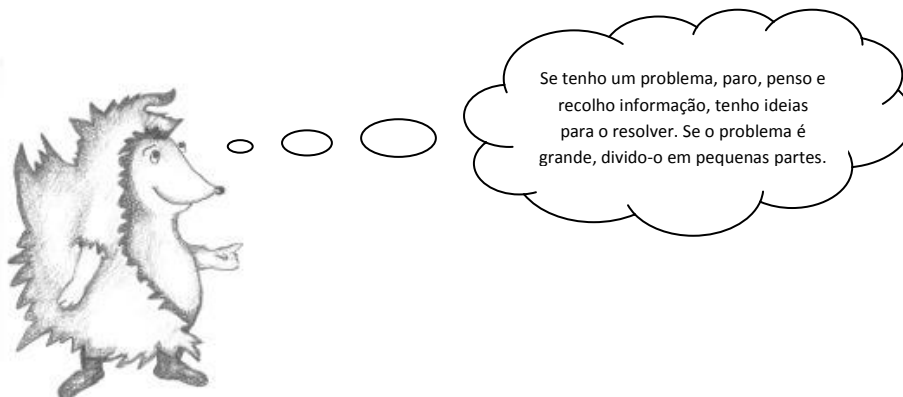 Se tenho um problema, paro, penso e
recolho informação, tenho ideias
para o resolver. Se o problema é
grande, divido-o em pequenas partes.